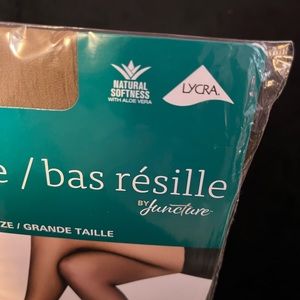 NATURAL
SOFTNESS
WITH ALOE VERA
LYCRA
e / bas résille
BY Juncture
ZE / GRANDE TAILLE